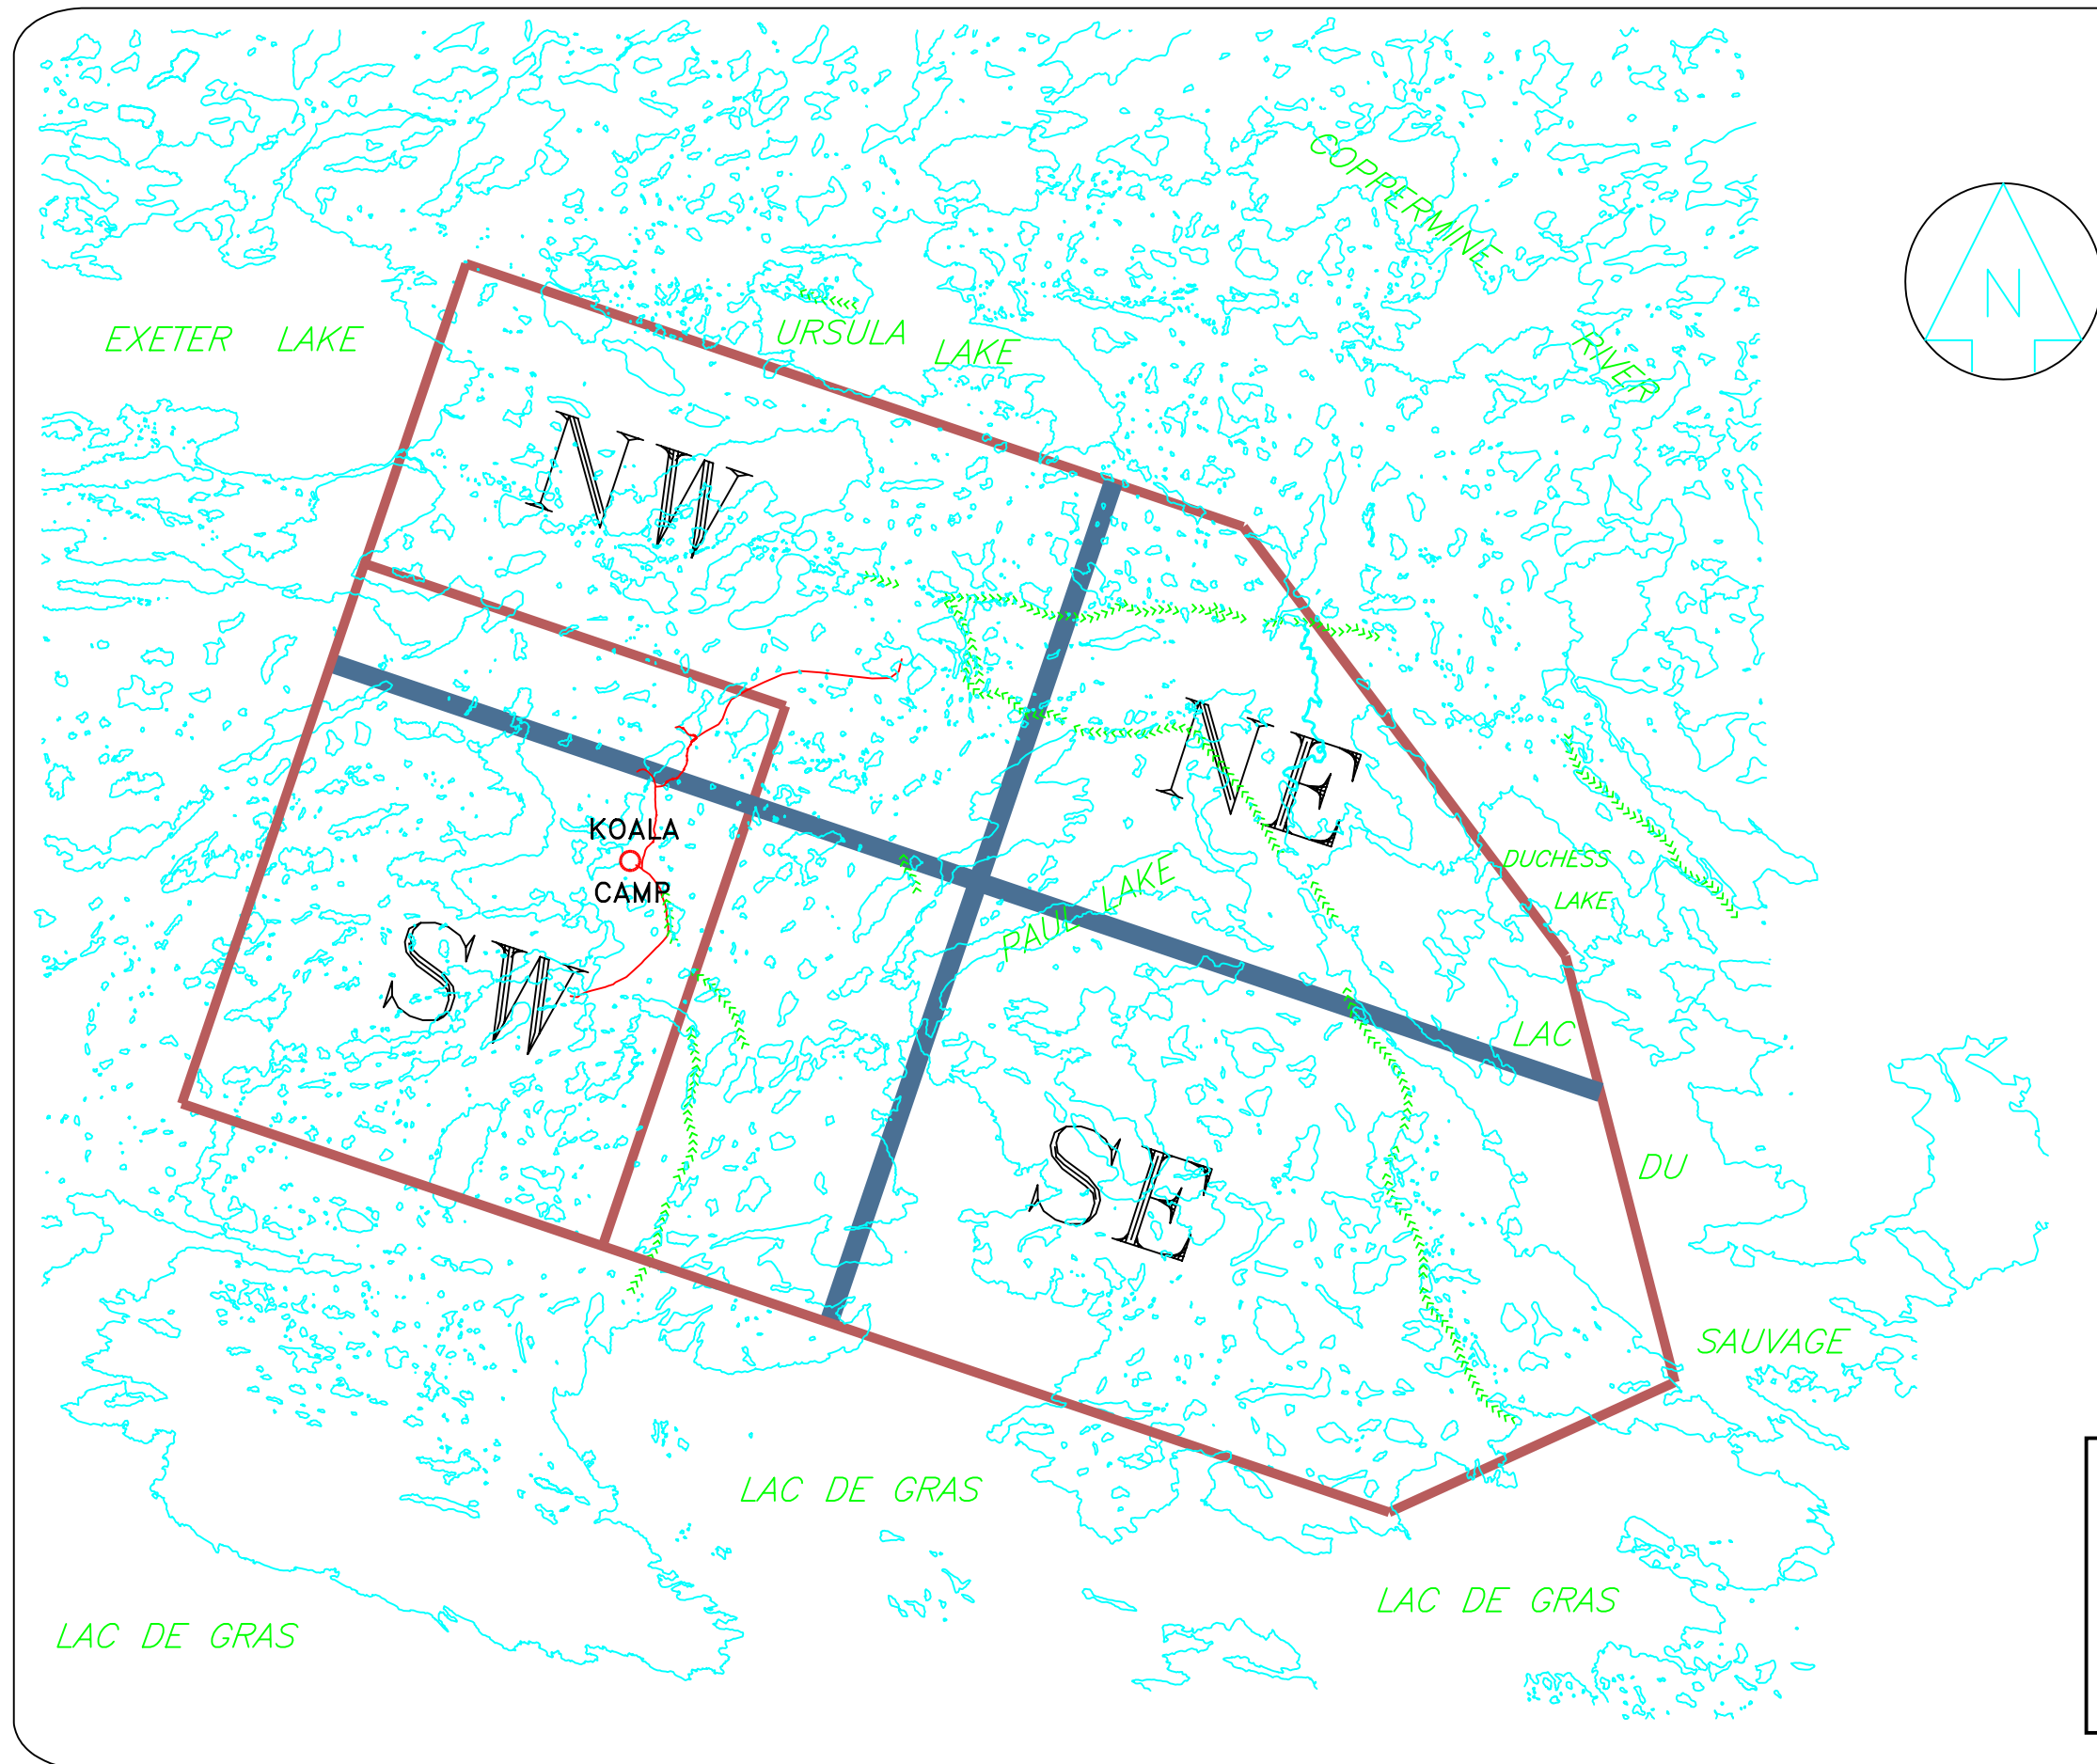 COPPERMINE
RIVER
N
EXETER LAKE
URSULA LAKE
NW
NE
KOALA
CAMP
DUCHESS
LAKE
PAUL LAKE
SW
LAC
DU
SAUVAGE
SE
LAC DE GRAS
LAC DE GRAS
LAC DE GRAS